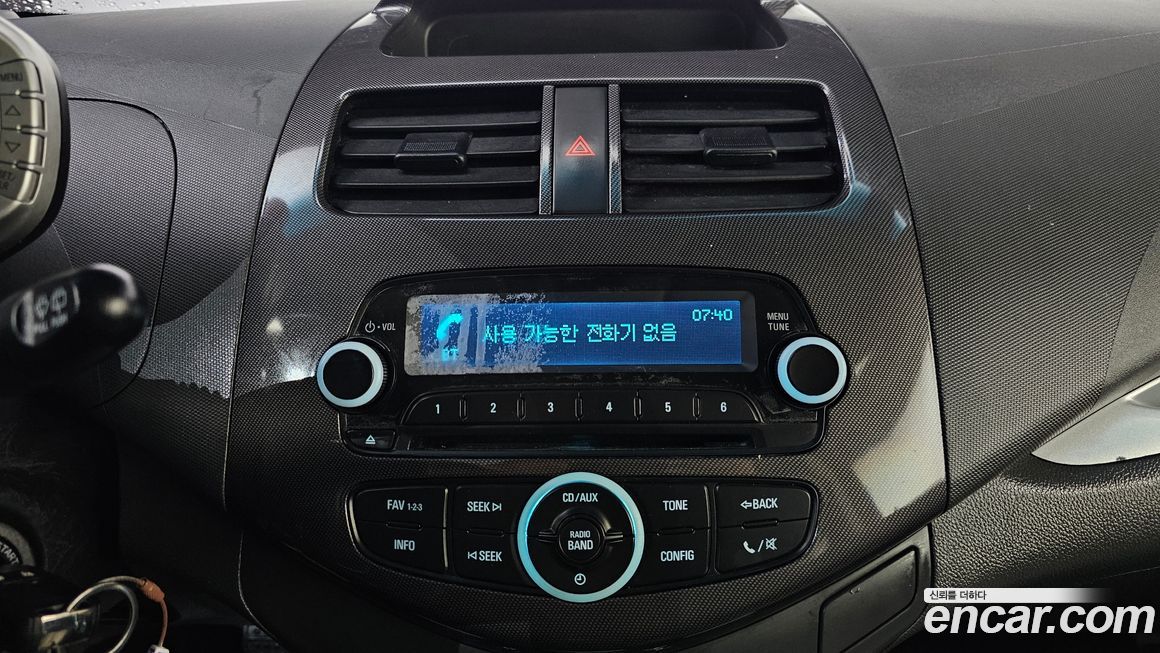 MENU
07:40
사용 가능한 전화기 없음
BT
VOL
MENU
TUNE
1 2 3 4 5 6
FAV 1-2-3
SEEK
CD/AUX
TONE
BACK
RADIO
BAND
INFO
SEEK
CONFIG
START
신뢰를 더하다
encar.com